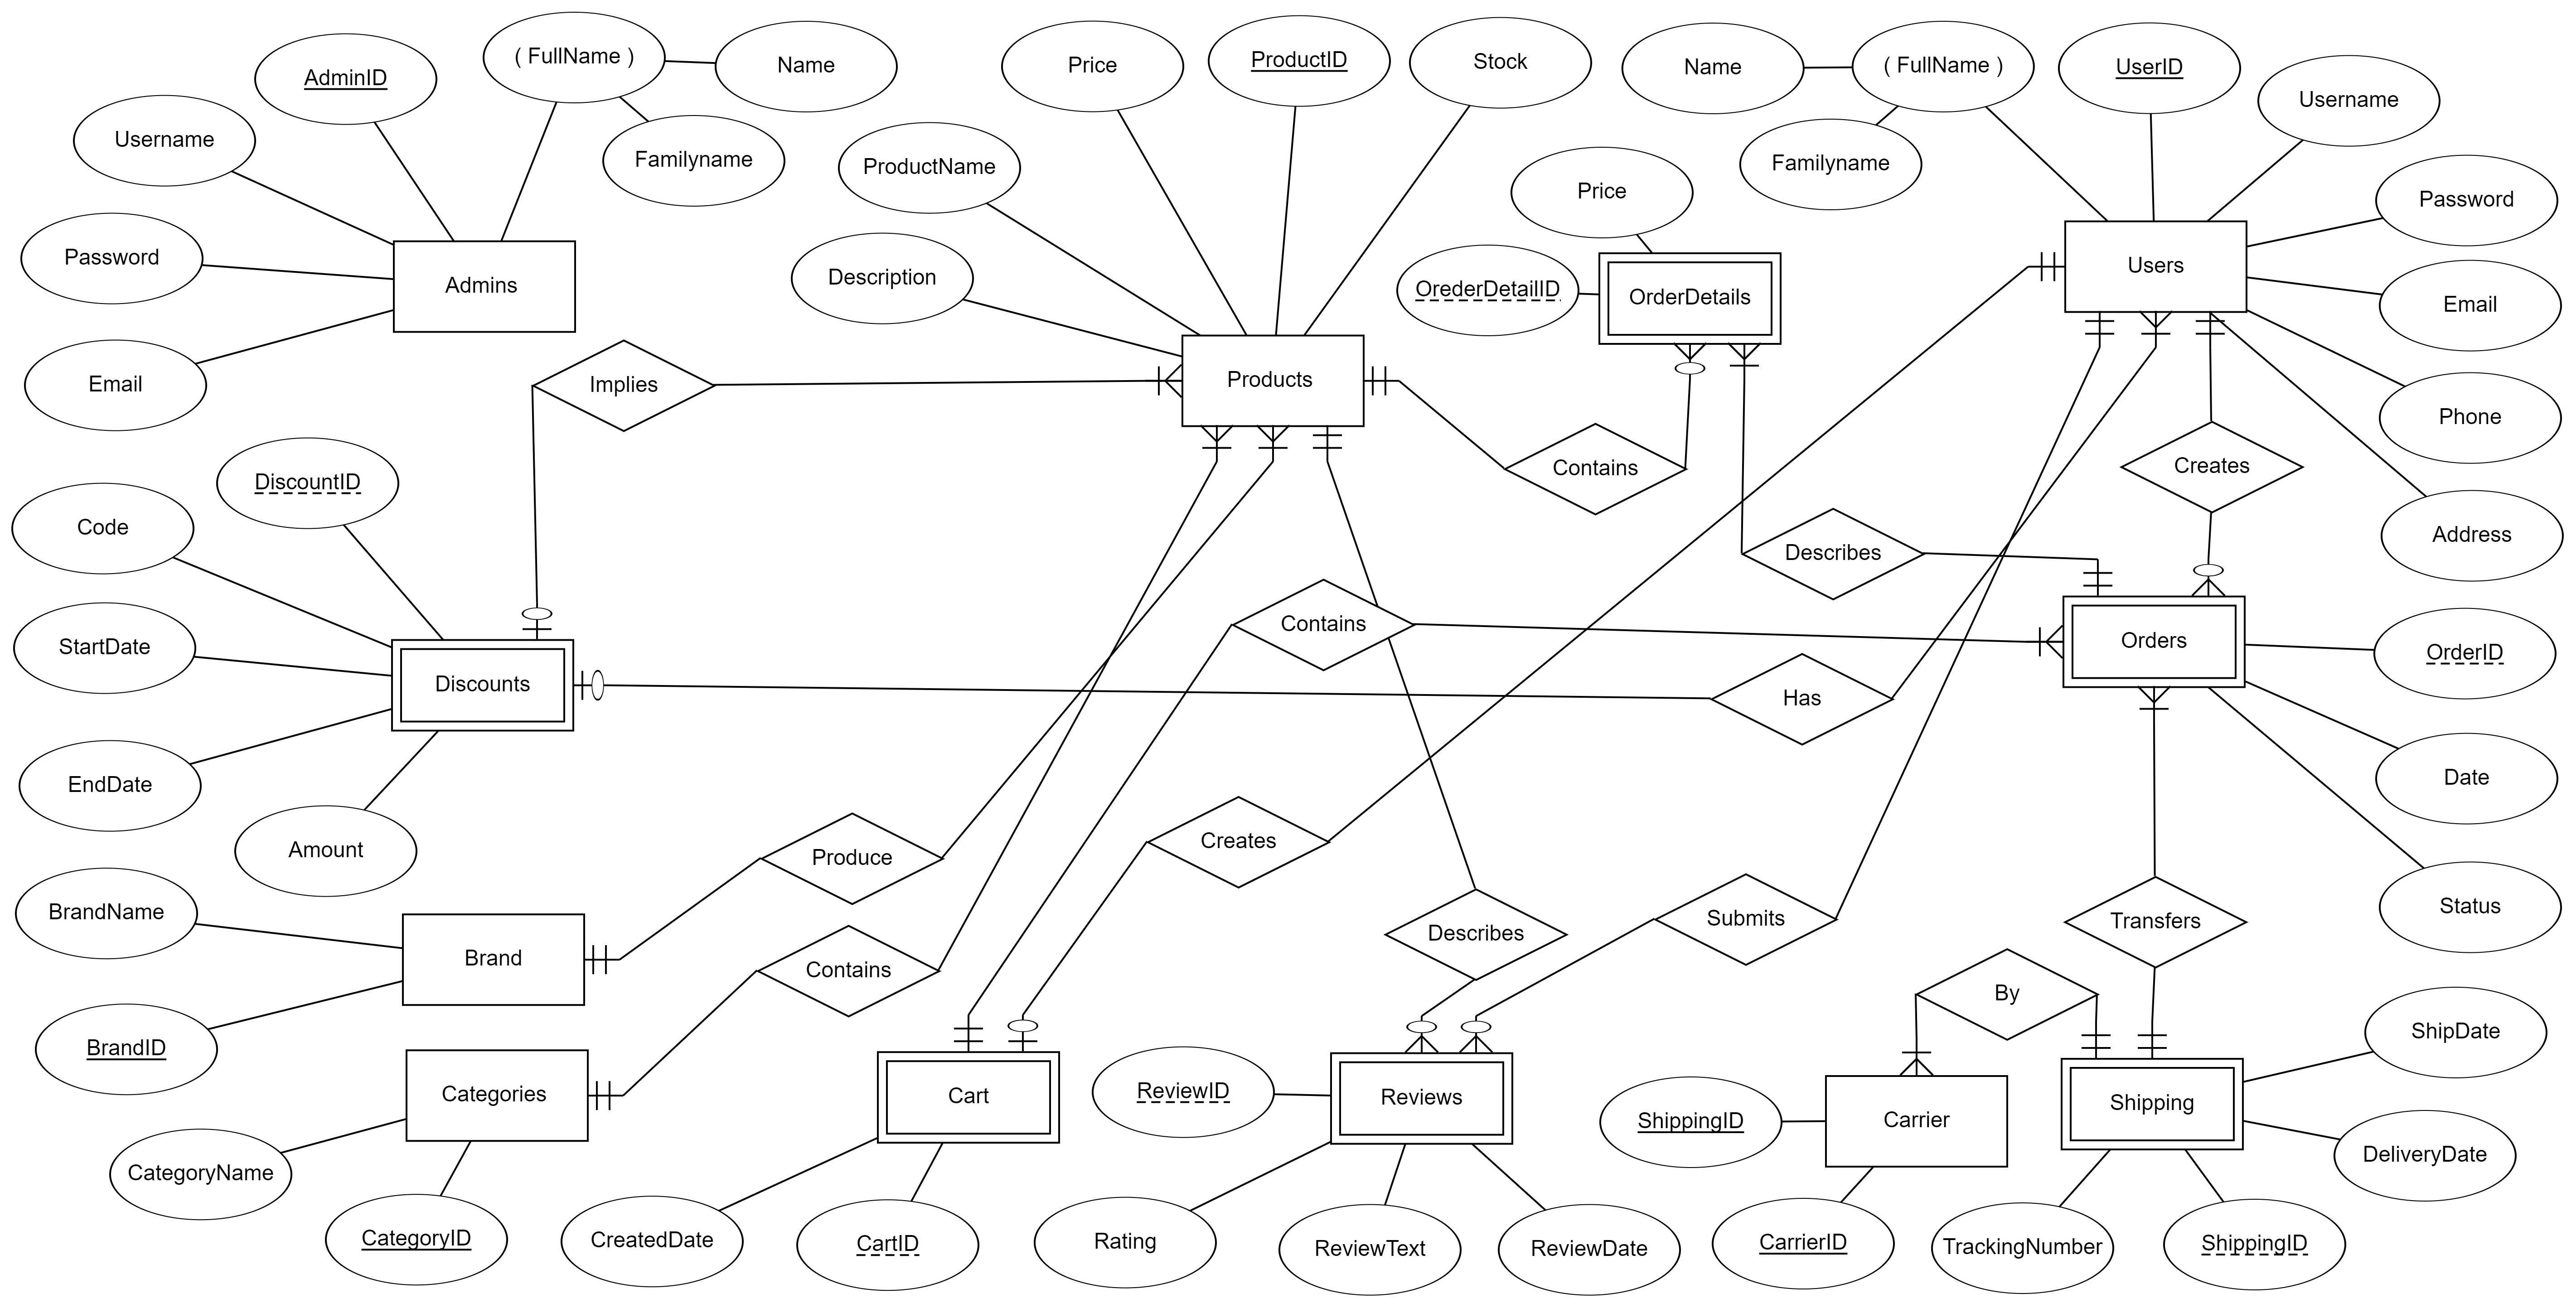 AdminID
( FullName )
Name
Username
Familyname
Password
Admins
Email
Price
ProductID
Stock
ProductName
Description
Products
Name
( FullName )
UserID
Username
Familyname
Password
Price
OrederDetailID
OrderDetails
Users
Email
Phone
Address
Implies
Contains
Creates
Describes
DiscountID
Code
StartDate
Discounts
EndDate
Amount
Contains
Has
Orders
OrderID
Date
Status
Produce
Creates
Describes
Submits
Transfers
BrandName
Brand
BrandID
Contains
By
Categories
CategoryName
CategoryID
Cart
CreatedDate
CartID
ReviewID
Reviews
Rating
ReviewText
ReviewDate
ShippingID
Carrier
CarrierID
Shipping
ShipDate
DeliveryDate
TrackingNumber
ShippingID